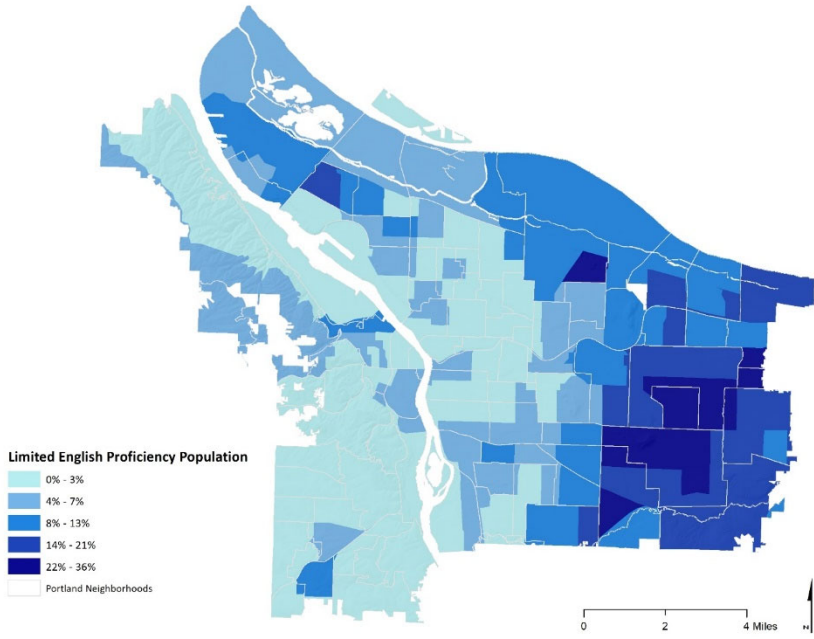 Limited English Proficiency Population
0% - 3%
4% - 7%
8% - 13%
14% - 21%
22% - 36%
Portland Neighborhoods
0 2 4 Miles
N